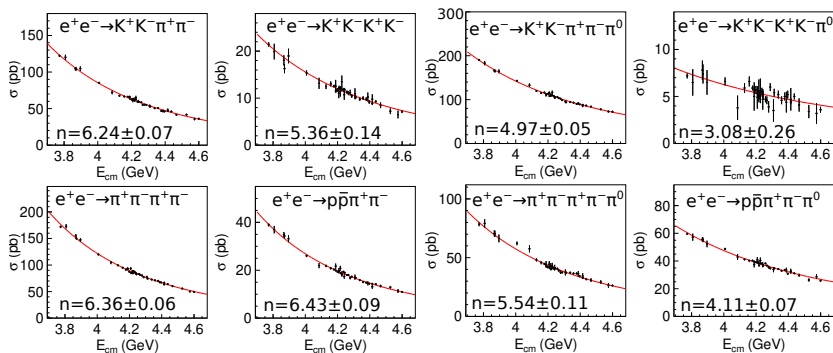 e⁺e⁻→K⁺K⁻π⁺π⁻
σ (pb)
150
100
50
0
n=6.24±0.07
3.8 4 4.2 4.4 4.6
E_cm (GeV)
e⁺e⁻→K⁺K⁻K⁺K⁻
σ (pb)
20
10
0
n=5.36±0.14
3.8 4 4.2 4.4 4.6
E_cm (GeV)
e⁺e⁻→K⁺K⁻π⁺π⁻π⁰
σ (pb)
300
200
100
0
n=4.97±0.05
3.8 4 4.2 4.4 4.6
E_cm (GeV)
e⁺e⁻→K⁺K⁻K⁺K⁻π⁰
σ (pb)
10
5
0
n=3.08±0.26
3.8 4 4.2 4.4 4.6
E_cm (GeV)
e⁺e⁻→π⁺π⁻π⁺π⁻
σ (pb)
200
150
100
50
0
n=6.36±0.06
3.8 4 4.2 4.4 4.6
E_cm (GeV)
e⁺e⁻→pp̄π⁺π⁻
σ (pb)
40
20
0
n=6.43±0.09
3.8 4 4.2 4.4 4.6
E_cm (GeV)
e⁺e⁻→π⁺π⁻π⁺π⁻π⁰
σ (pb)
100
50
0
n=5.54±0.11
3.8 4 4.2 4.4 4.6
E_cm (GeV)
e⁺e⁻→pp̄π⁺π⁻π⁰
σ (pb)
80
60
40
20
0
n=4.11±0.07
3.8 4 4.2 4.4 4.6
E_cm (GeV)